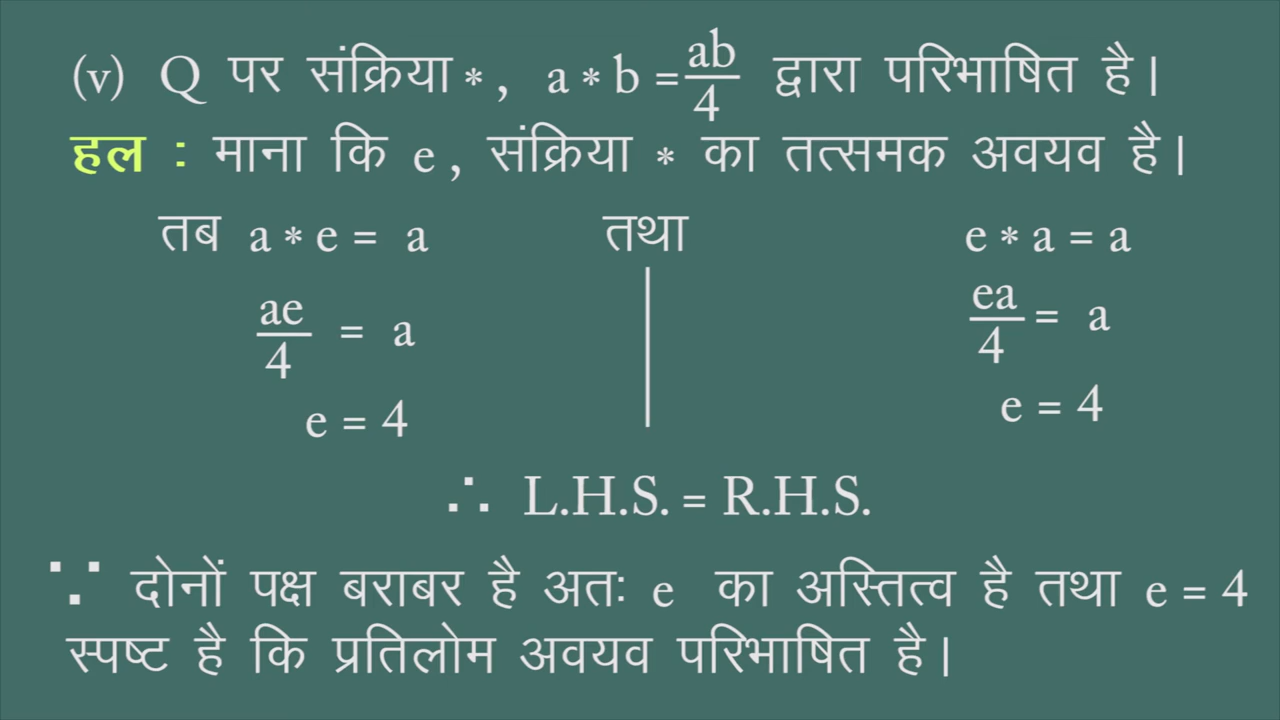 (v) Q पर संक्रिया *, a * b = ab/4 द्वारा परिभाषित है।
हल : माना कि e, संक्रिया * का तत्समक अवयव है।
तब a * e = a तथा e * a = a
ae/4 = a ea/4 = a
e = 4 e = 4
∴ L.H.S. = R.H.S.
∵ दोनों पक्ष बराबर है अतः e का अस्तित्व है तथा e = 4
स्पष्ट है कि प्रतिलोम अवयव परिभाषित है।